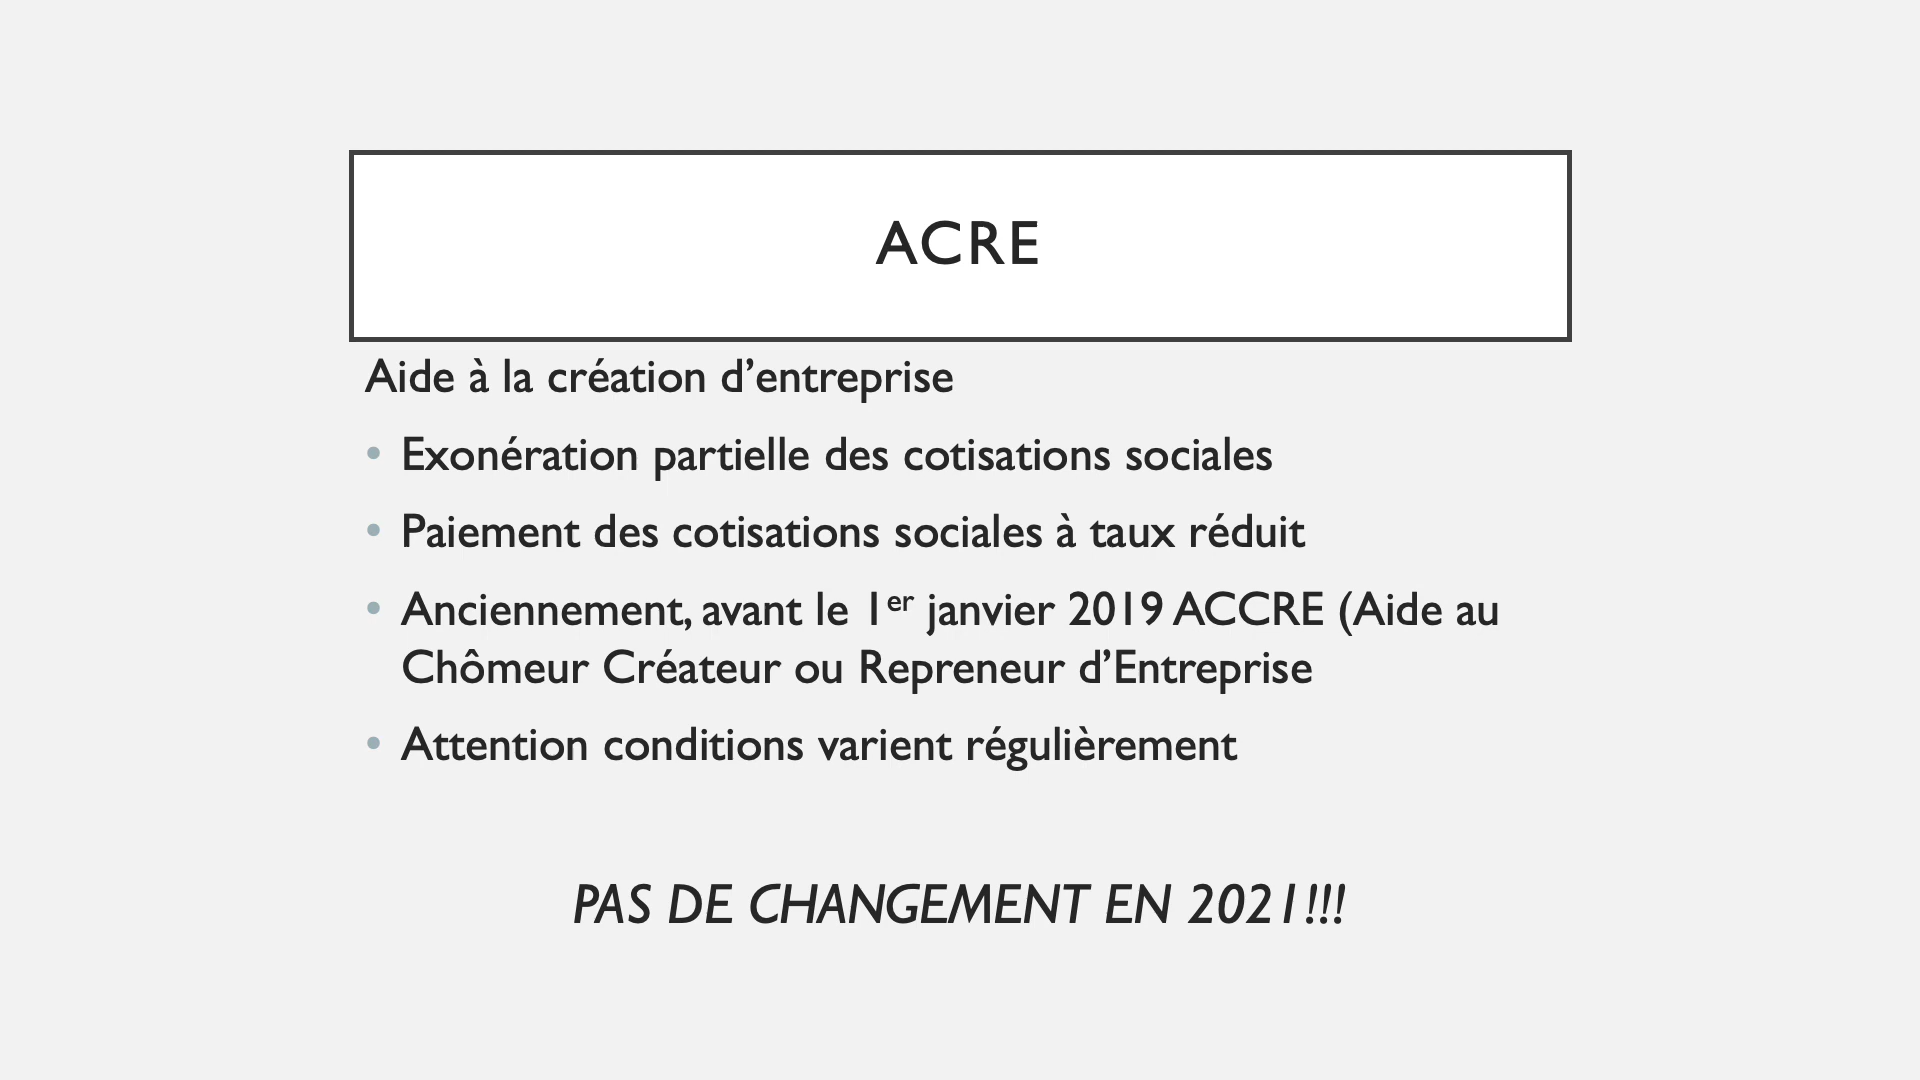 ACRE
Aide à la création d’entreprise
• Exonération partielle des cotisations sociales
• Paiement des cotisations sociales à taux réduit
• Anciennement, avant le 1er janvier 2019 ACCRE (Aide au
Chômeur Créateur ou Repreneur d’Entreprise
• Attention conditions varient régulièrement
PAS DE CHANGEMENT EN 2021!!!